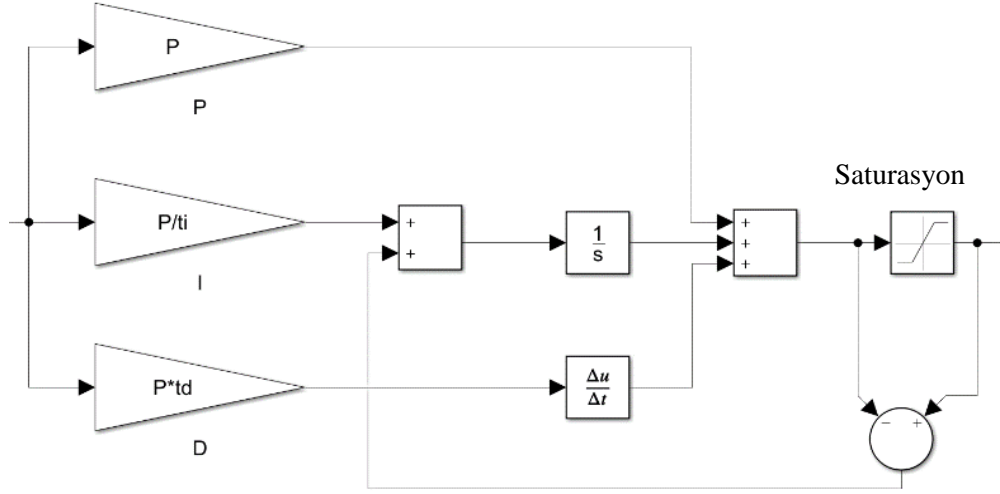 P
P
Saturasyon
P/ti
+
+
1
s
+
+
+
I
P*td
Δu
Δt
D
− +